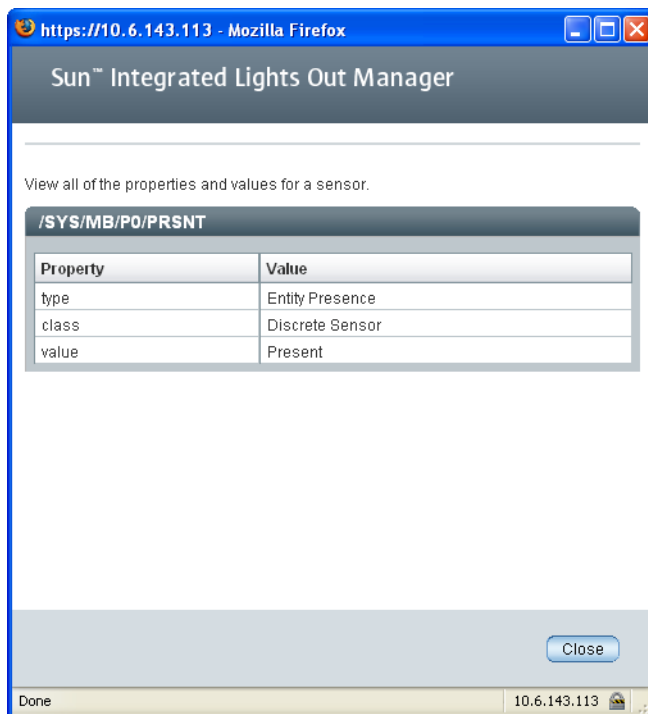 https://10.6.143.113 - Mozilla Firefox
Sun™ Integrated Lights Out Manager
View all of the properties and values for a sensor.
/SYS/MB/P0/PRSNT
Property Value
type Entity Presence
class Discrete Sensor
value Present
Close
Done 10.6.143.113